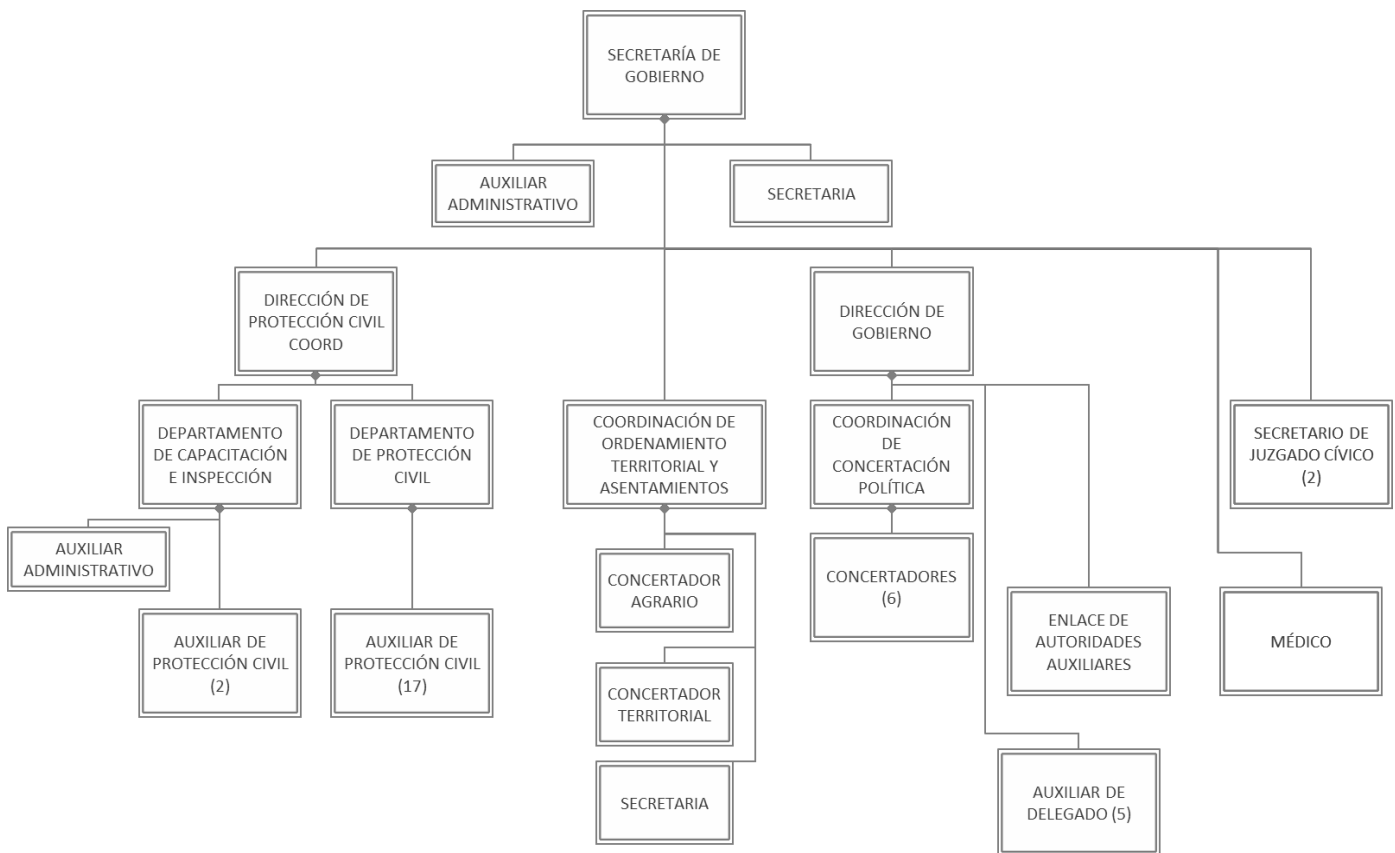 SECRETARÍA DE
GOBIERNO
AUXILIAR
ADMINISTRATIVO
SECRETARIA
DIRECCIÓN DE
PROTECCIÓN CIVIL
COORD
DIRECCIÓN DE
GOBIERNO
DEPARTAMENTO
DE CAPACITACIÓN
E INSPECCIÓN
DEPARTAMENTO
DE PROTECCIÓN
CIVIL
COORDINACIÓN DE
ORDENAMIENTO
TERRITORIAL Y
ASENTAMIENTOS
COORDINACIÓN
DE
CONCERTACIÓN
POLÍTICA
SECRETARIO DE
JUZGADO CÍVICO
(2)
AUXILIAR
ADMINISTRATIVO
CONCERTADOR
AGRARIO
CONCERTADORES
(6)
AUXILIAR DE
PROTECCIÓN CIVIL
(2)
AUXILIAR DE
PROTECCIÓN CIVIL
(17)
ENLACE DE
AUTORIDADES
AUXILIARES
MÉDICO
CONCERTADOR
TERRITORIAL
SECRETARIA
AUXILIAR DE
DELEGADO (5)